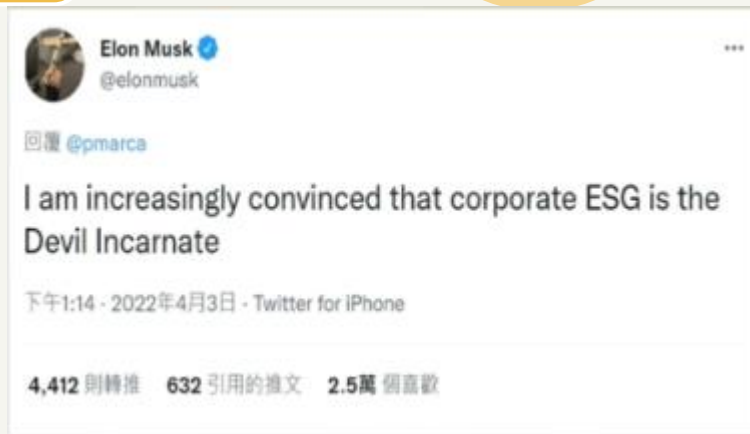 Elon Musk
@elonmusk
回覆 @pmarca
I am increasingly convinced that corporate ESG is the
Devil Incarnate
下午1:14 · 2022年4月3日 · Twitter for iPhone
4,412 則轉推 632 引用的推文 2.5萬 個喜歡